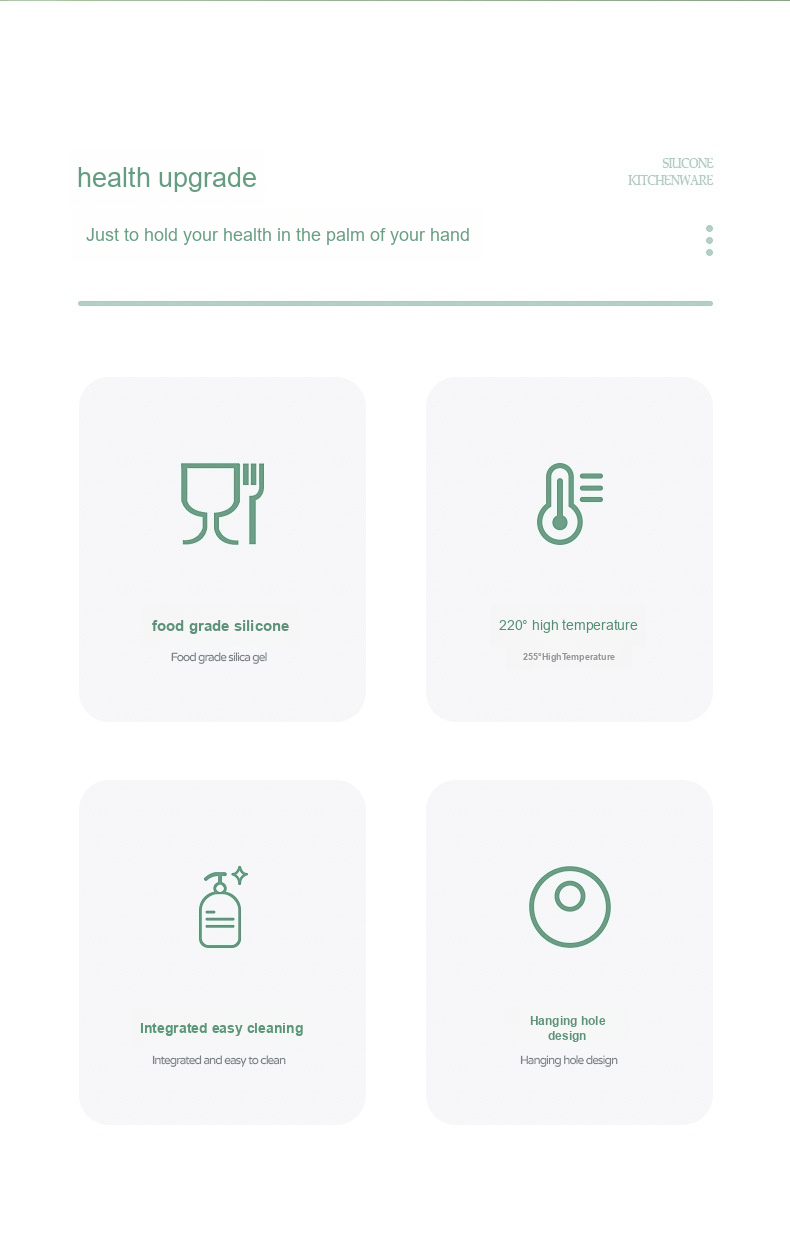 health upgrade
SILICONE
KITCHENWARE
Just to hold your health in the palm of your hand
food grade silicone
Food grade silica gel
220° high temperature
255°HighTemperature
Integrated easy cleaning
Integrated and easy to clean
Hanging hole
design
Hanging hole design